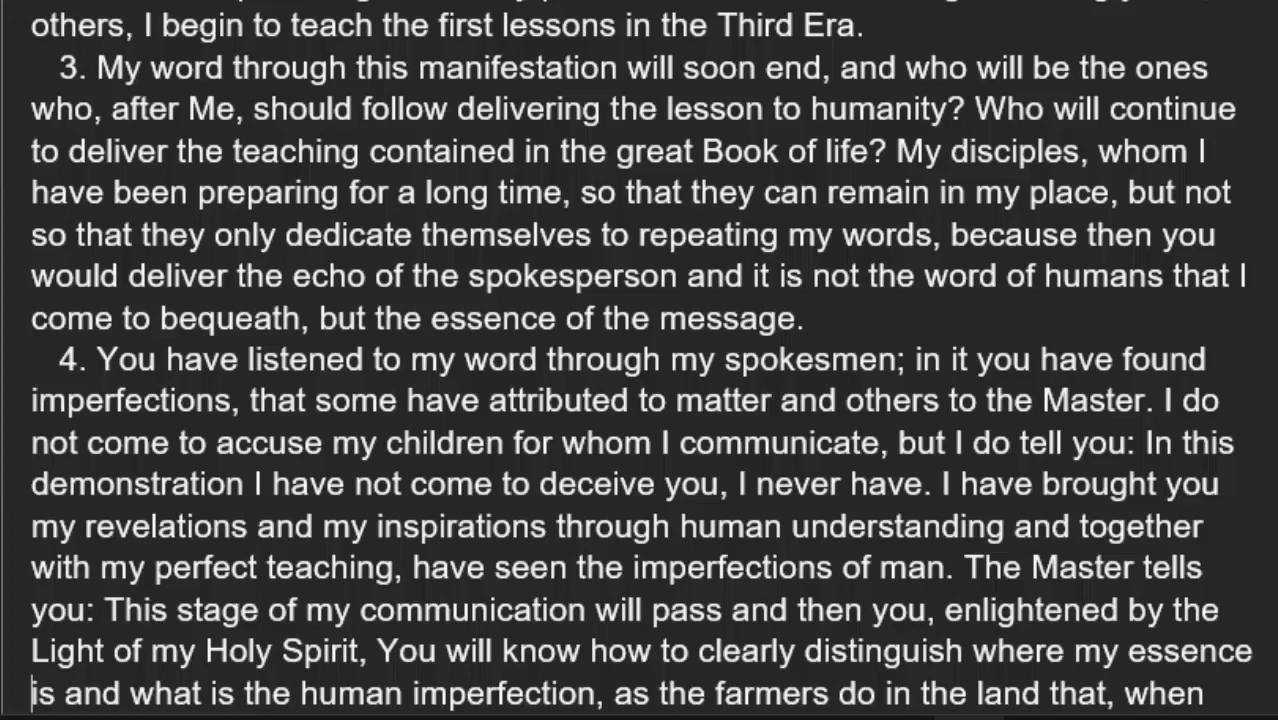 others, I begin to teach the first lessons in the Third Era.
3. My word through this manifestation will soon end, and who will be the ones
who, after Me, should follow delivering the lesson to humanity? Who will continue
to deliver the teaching contained in the great Book of life? My disciples, whom I
have been preparing for a long time, so that they can remain in my place, but not
so that they only dedicate themselves to repeating my words, because then you
would deliver the echo of the spokesperson and it is not the word of humans that I
come to bequeath, but the essence of the message.
4. You have listened to my word through my spokesmen; in it you have found
imperfections, that some have attributed to matter and others to the Master. I do
not come to accuse my children for whom I communicate, but I do tell you: In this
demonstration I have not come to deceive you, I never have. I have brought you
my revelations and my inspirations through human understanding and together
with my perfect teaching, have seen the imperfections of man. The Master tells
you: This stage of my communication will pass and then you, enlightened by the
Light of my Holy Spirit, You will know how to clearly distinguish where my essence
is and what is the human imperfection, as the farmers do in the land that, when